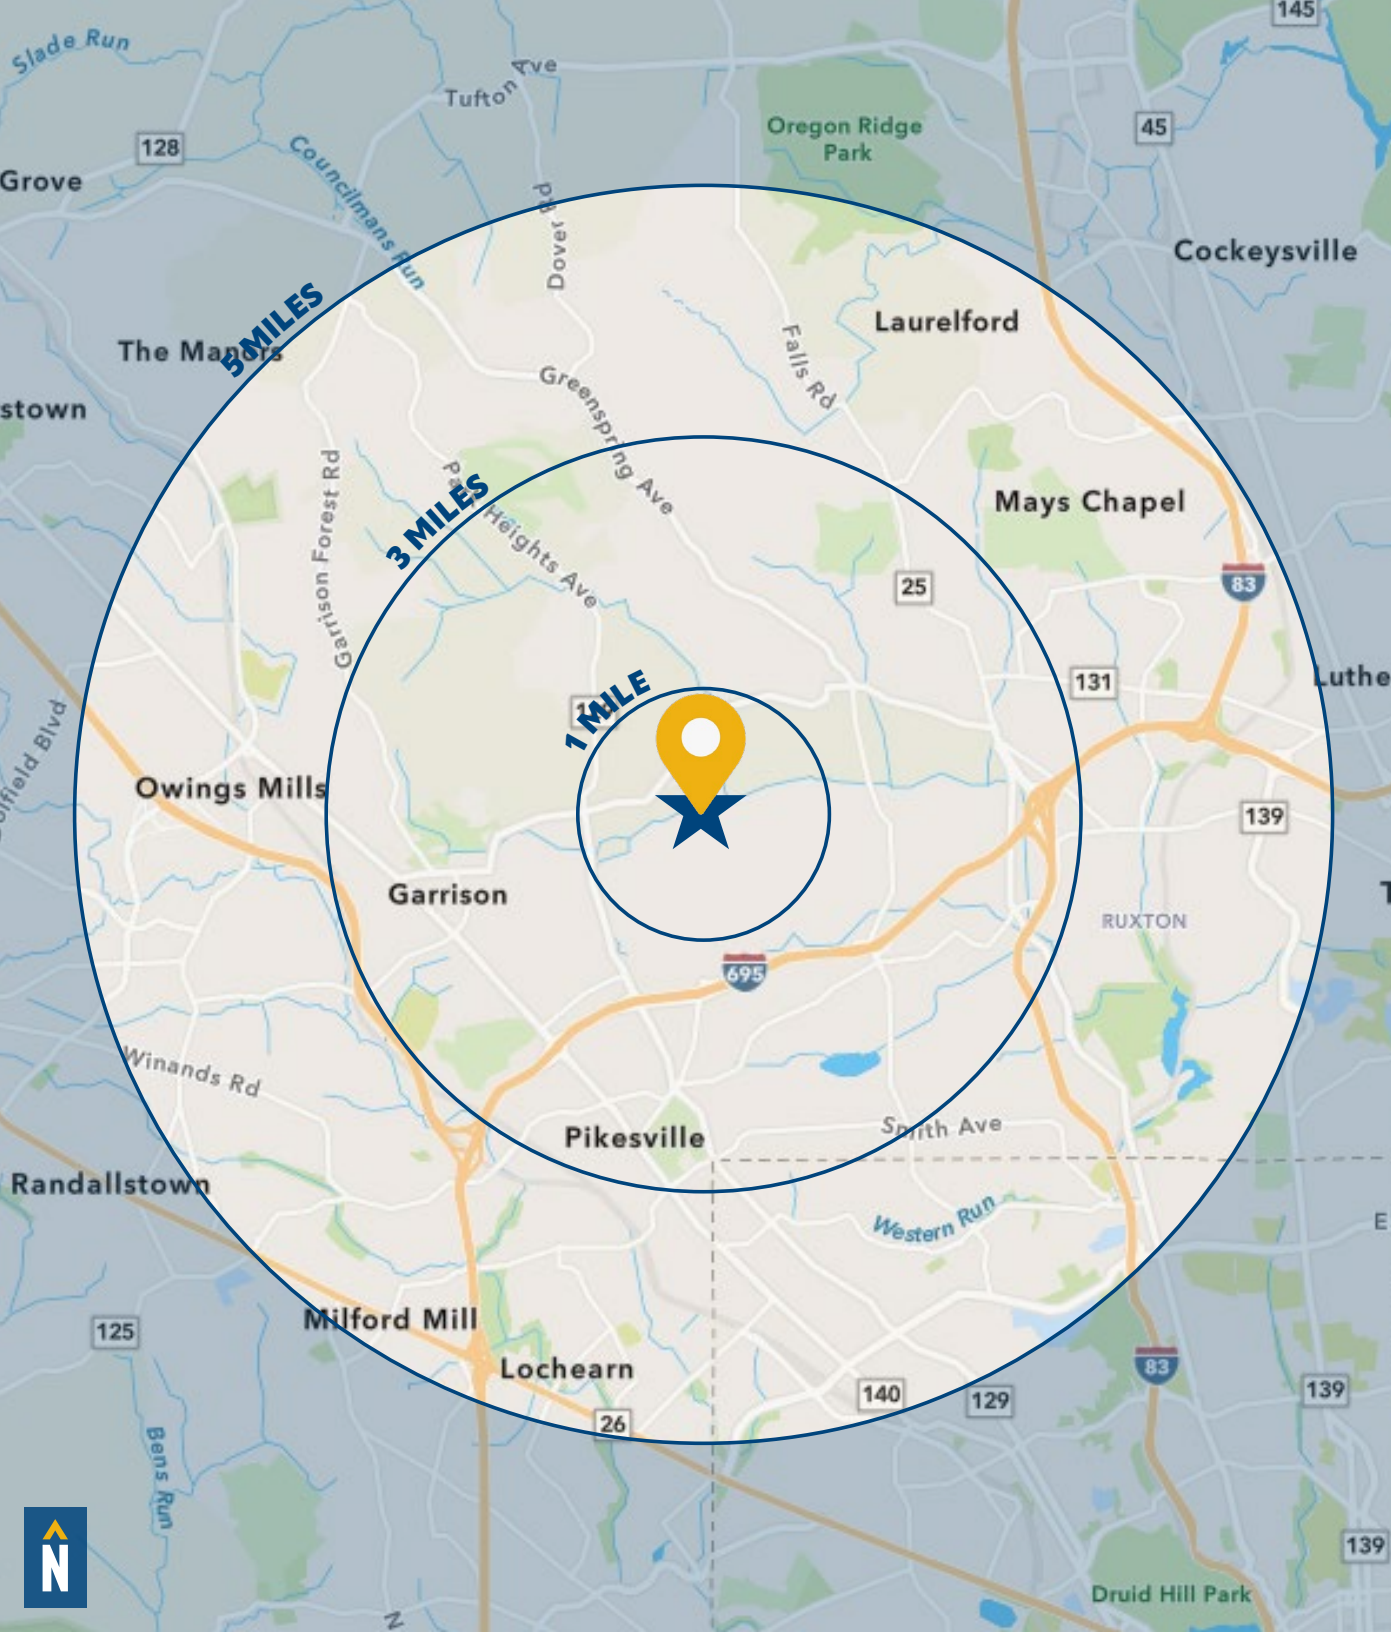 145
Slade Run
Tufton Ave
Oregon Ridge
Park
45
128
Councilmans Run
Grove
Dover Rd
Cockeysville
5 MILES
Laurelford
The Manors
Falls Rd
stown
Greenspring Ave
Garrison Forest Rd
3 MILES
Heights Ave
Mays Chapel
25
83
1 MILE
131
Luthe
Owings Mills
139
Garrison
RUXTON
695
Winands Rd
Smith Ave
Pikesville
Randallstown
Western Run
E
125
Milford Mill
Lochearn
83
140
129
139
26
Bens Run
N
139
Druid Hill Park
N